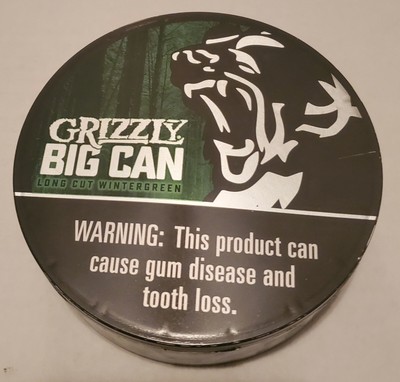 GRIZZLY
BIG CAN
LONG CUT WINTERGREEN
WARNING: This product can
cause gum disease and
tooth loss.